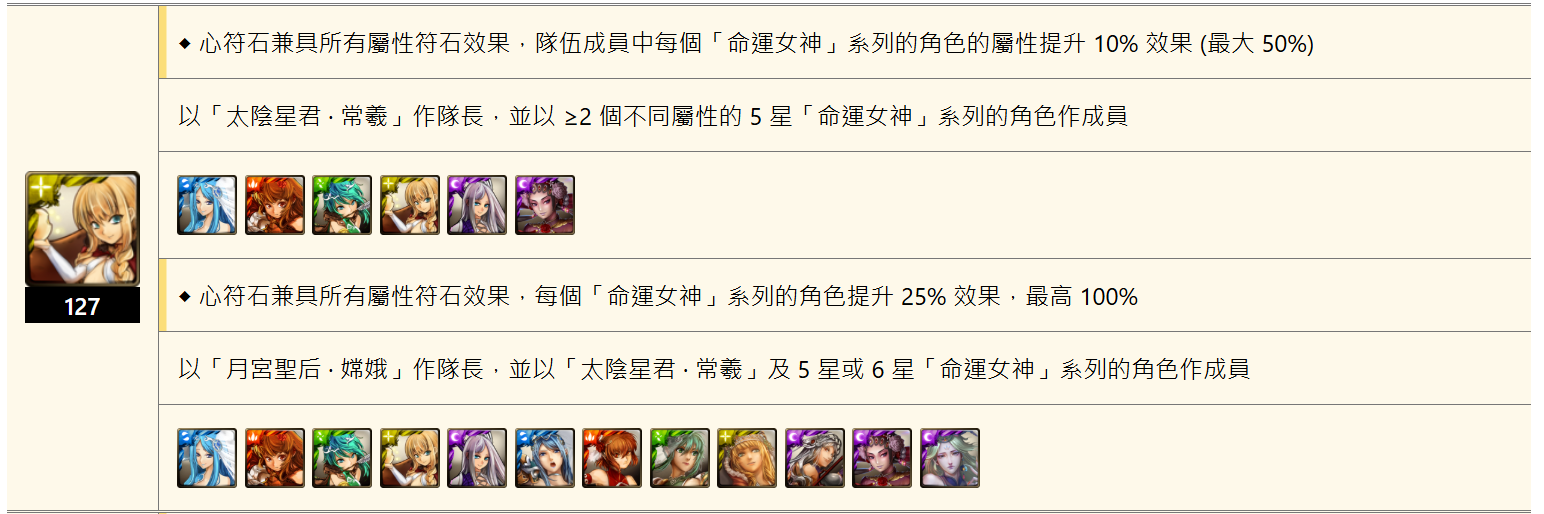 ◆ 心符石兼具所有屬性符石效果，隊伍成員中每個「命運女神」系列的角色的屬性提升 10% 效果 (最大 50%)
以「太陰星君 · 常羲」作隊長，並以 ≥2 個不同屬性的 5 星「命運女神」系列的角色作成員
127
◆ 心符石兼具所有屬性符石效果，每個「命運女神」系列的角色提升 25% 效果，最高 100%
以「月宮聖后 · 嫦娥」作隊長，並以「太陰星君 · 常羲」及 5 星或 6 星「命運女神」系列的角色作成員